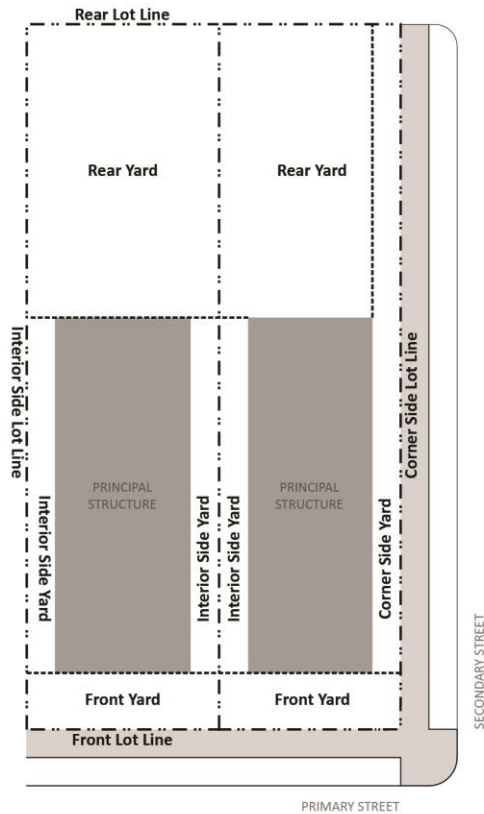 Rear Lot Line
Rear Yard
Rear Yard
Interior Side Lot Line
Corner Side Lot Line
PRINCIPAL
STRUCTURE
PRINCIPAL
STRUCTURE
Interior Side Yard
Interior Side Yard
Interior Side Yard
Corner Side Yard
SECONDARY STREET
Front Yard
Front Yard
Front Lot Line
PRIMARY STREET